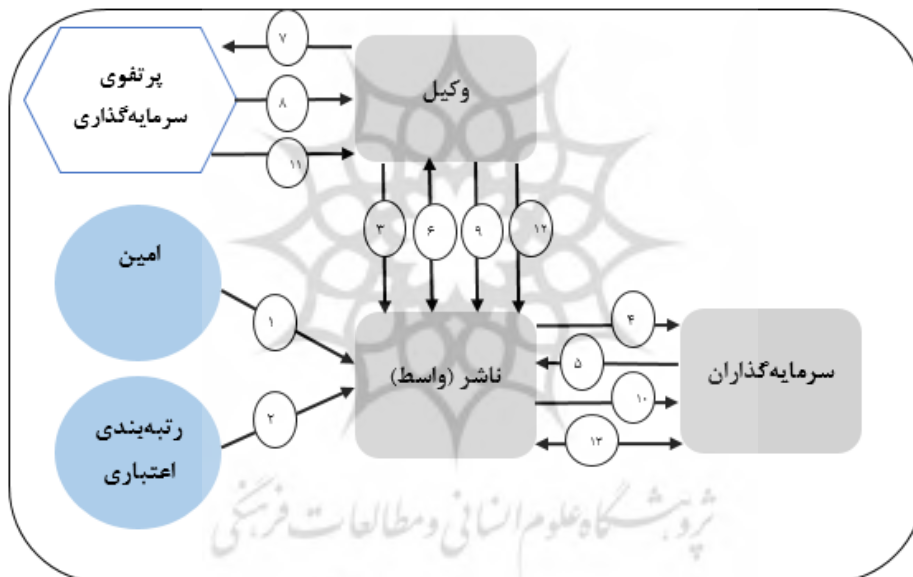 پرتفوی
سرمایه‌گذاری
وکیل
۷
۸
۱۱
۳
۶
۹
۱۲
امین
۱
ناشر (واسط)
۲
رتبه‌بندی
اعتباری
۴
۵
۱۰
۱۳
سرمایه‌گذاران
پژوهشگاه علوم انسانی و مطالعات فرهنگی